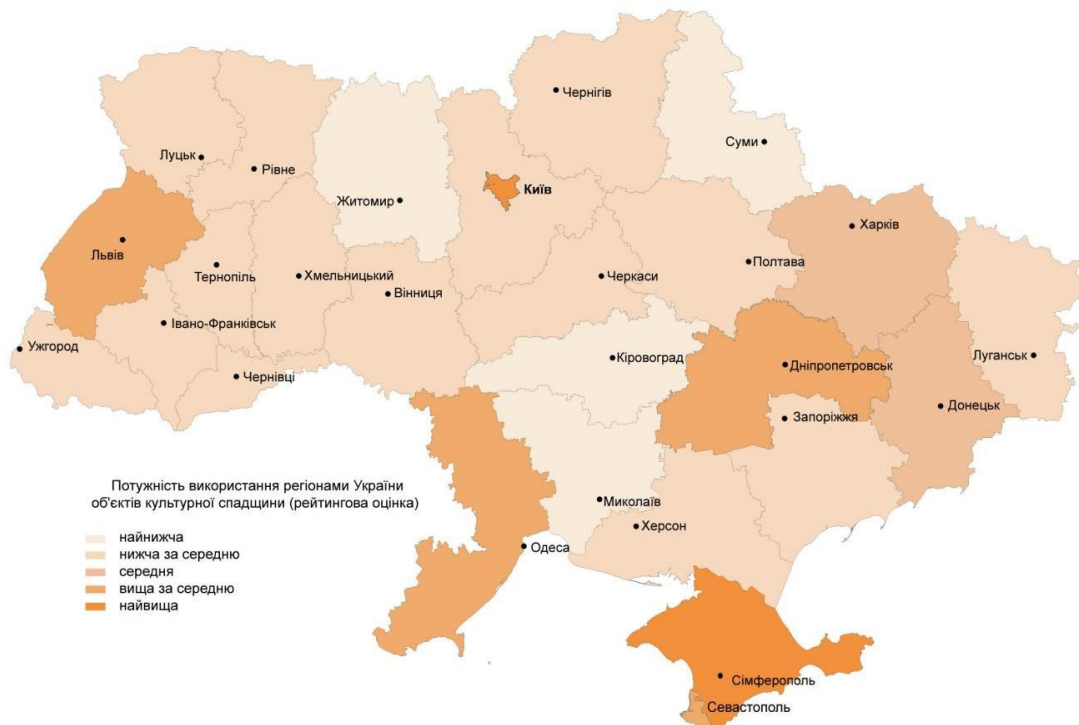 Чернігів
Суми
Луцьк
Рівне
Київ
Житомир
Харків
Львів
Полтава
Тернопіль
Хмельницький
Черкаси
Вінниця
Івано-Франківськ
Ужгород
Кіровоград
Луганськ
Дніпропетровськ
Чернівці
Донецьк
Запоріжжя
Потужність використання регіонами України
об'єктів культурної спадщини (рейтингова оцінка)
найнижча
нижча за середню
середня
вища за середню
найвища
Миколаїв
Херсон
Одеса
Сімферополь
Севастополь